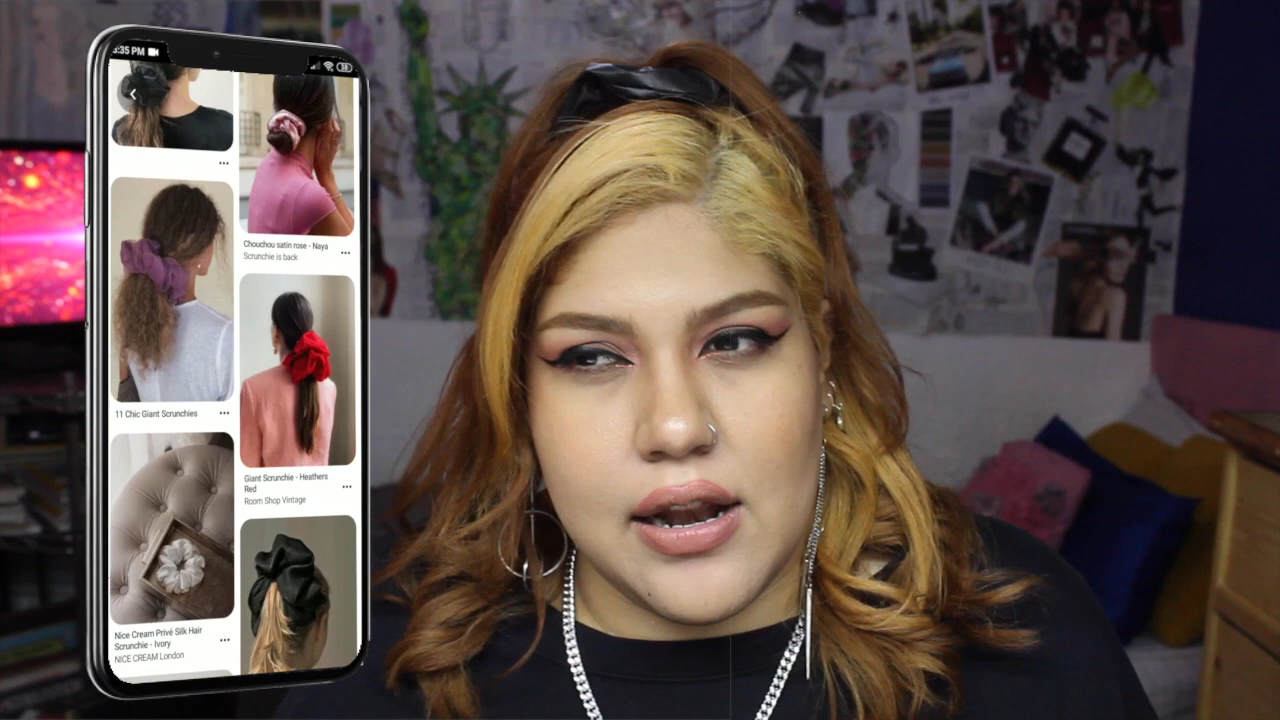 :35 PM
Chouchou satin rose - Naya
Scrunchie is back
11 Chic Giant Scrunchies
Giant Scrunchie - Heathers
Red
Room Shop Vintage
Nice Cream Privé Silk Hair
Scrunchie - Ivory
NICE CREAM London